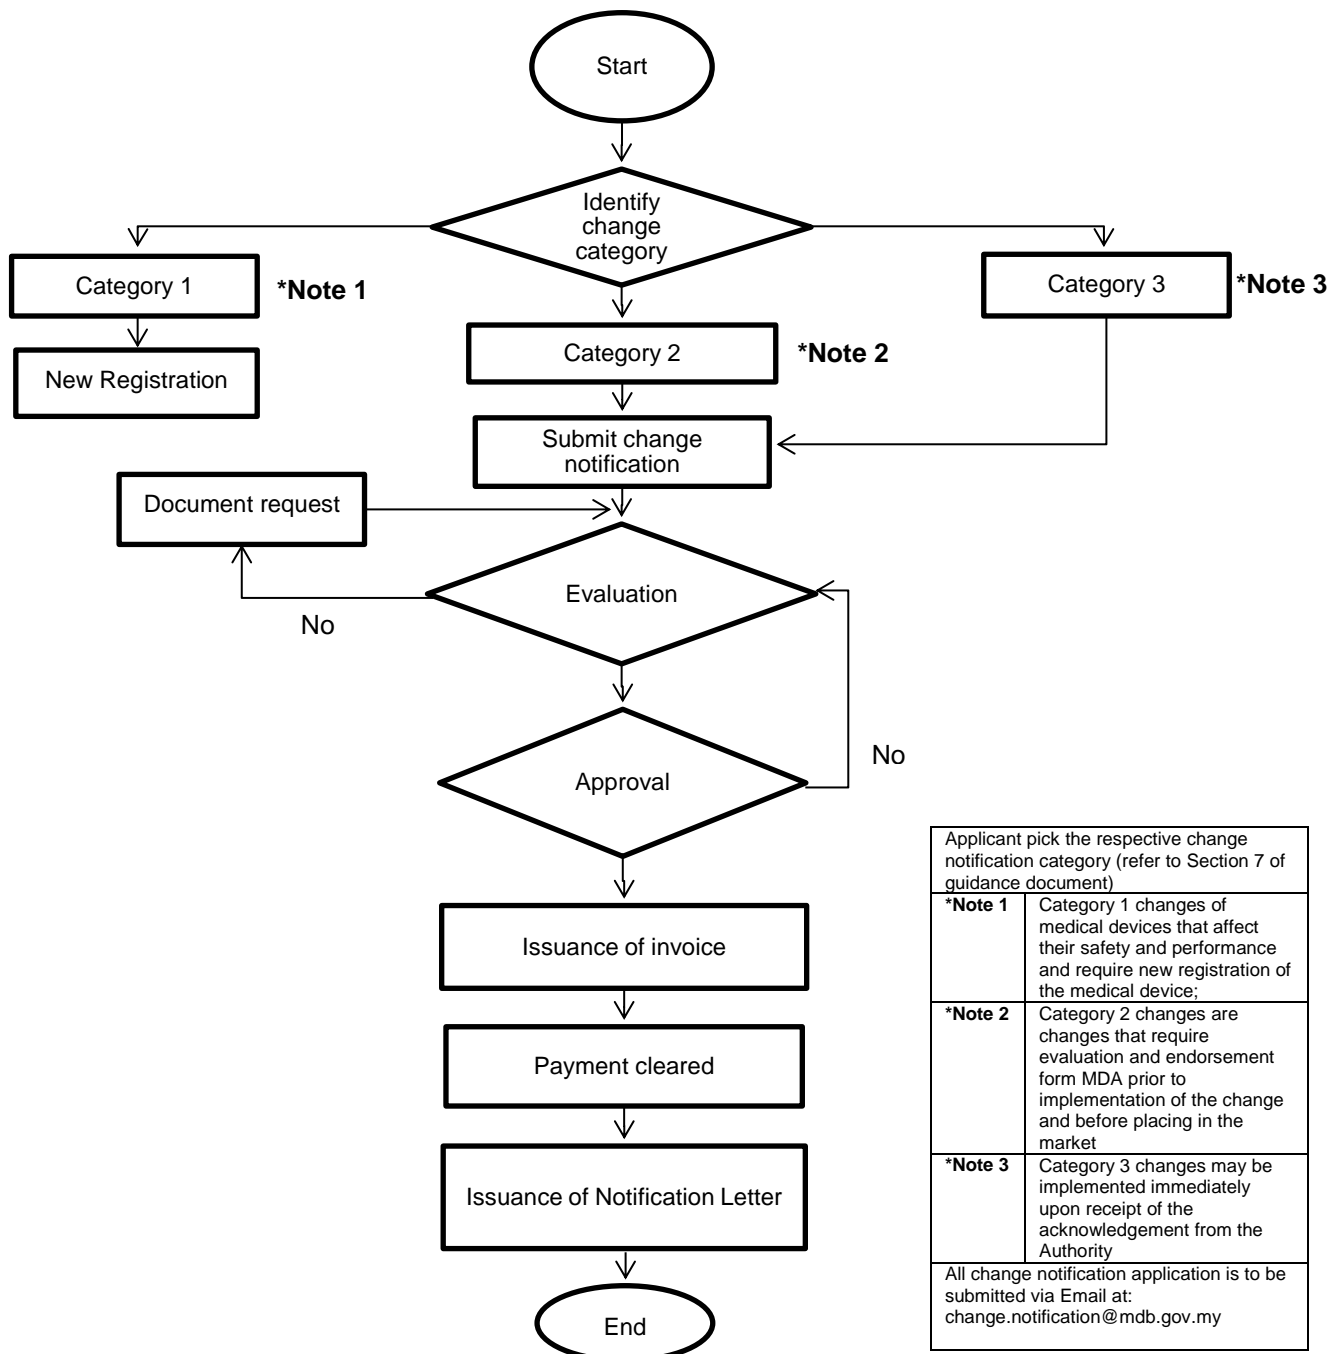 Start
Identify
change
category
Category 1
*Note 1
Category 3
*Note 3
Category 2
*Note 2
New Registration
Submit change
notification
Document request
Evaluation
No
Approval
No
Issuance of invoice
Payment cleared
Issuance of Notification Letter
End
Applicant pick the respective change
notification category (refer to Section 7 of
guidance document)
*Note 1
Category 1 changes of
medical devices that affect
their safety and performance
and require new registration of
the medical device;
*Note 2
Category 2 changes are
changes that require
evaluation and endorsement
form MDA prior to
implementation of the change
and before placing in the
market
*Note 3
Category 3 changes may be
implemented immediately
upon receipt of the
acknowledgement from the
Authority
All change notification application is to be
submitted via Email at:
change.notification@mdb.gov.my